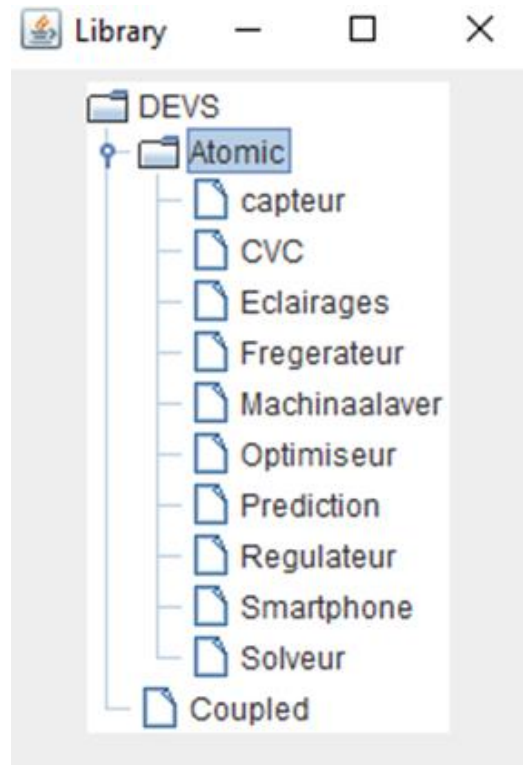 Library
DEVS
Atomic
capteur
CVC
Eclairages
Fregerateur
Machinaalaver
Optimiseur
Prediction
Regulateur
Smartphone
Solveur
Coupled